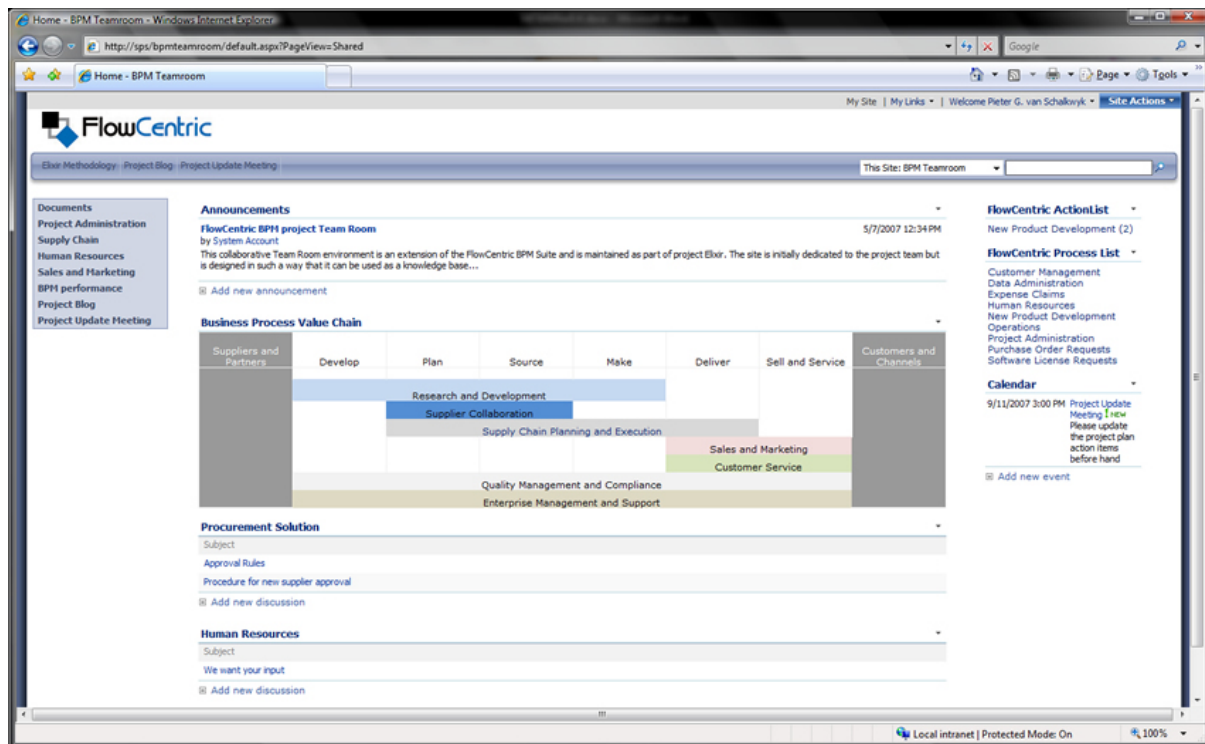 Home - BPM Teamroom - Windows Internet Explorer
http://sps/bpmteamroom/default.aspx?PageView=Shared
Google
Home - BPM Teamroom
Page
Tools
My Site | My Links | Welcome Pieter G. van Schalkwyk
Site Actions
FlowCentric
Elixir Methodology Project Blog Project Update Meeting
This Site: BPM Teamroom
Documents
Project Administration
Supply Chain
Human Resources
Sales and Marketing
BPM performance
Project Blog
Project Update Meeting
Announcements
FlowCentric BPM project Team Room
5/7/2007 12:34 PM
by System Account
This collaborative Team Room environment is an extension of the FlowCentric BPM Suite and is maintained as part of project Elixir. The site is initially dedicated to the project team but
is designed in such a way that it can be used as a knowledge base...
Add new announcement
Business Process Value Chain
Suppliers and
Partners
Develop
Plan
Source
Make
Deliver
Sell and Service
Customers and
Channels
Research and Development
Supplier Collaboration
Supply Chain Planning and Execution
Sales and Marketing
Customer Service
Quality Management and Compliance
Enterprise Management and Support
Procurement Solution
Subject
Approval Rules
Procedure for new supplier approval
Add new discussion
Human Resources
Subject
We want your input
Add new discussion
FlowCentric ActionList
New Product Development (2)
FlowCentric Process List
Customer Management
Data Administration
Expense Claims
Human Resources
New Product Development
Operations
Project Administration
Purchase Order Requests
Software License Requests
Calendar
9/11/2007 3:00 PM Project Update
Meeting ! NEW
Please update
the project plan
action items
before hand
Add new event
Local intranet | Protected Mode: On
100%